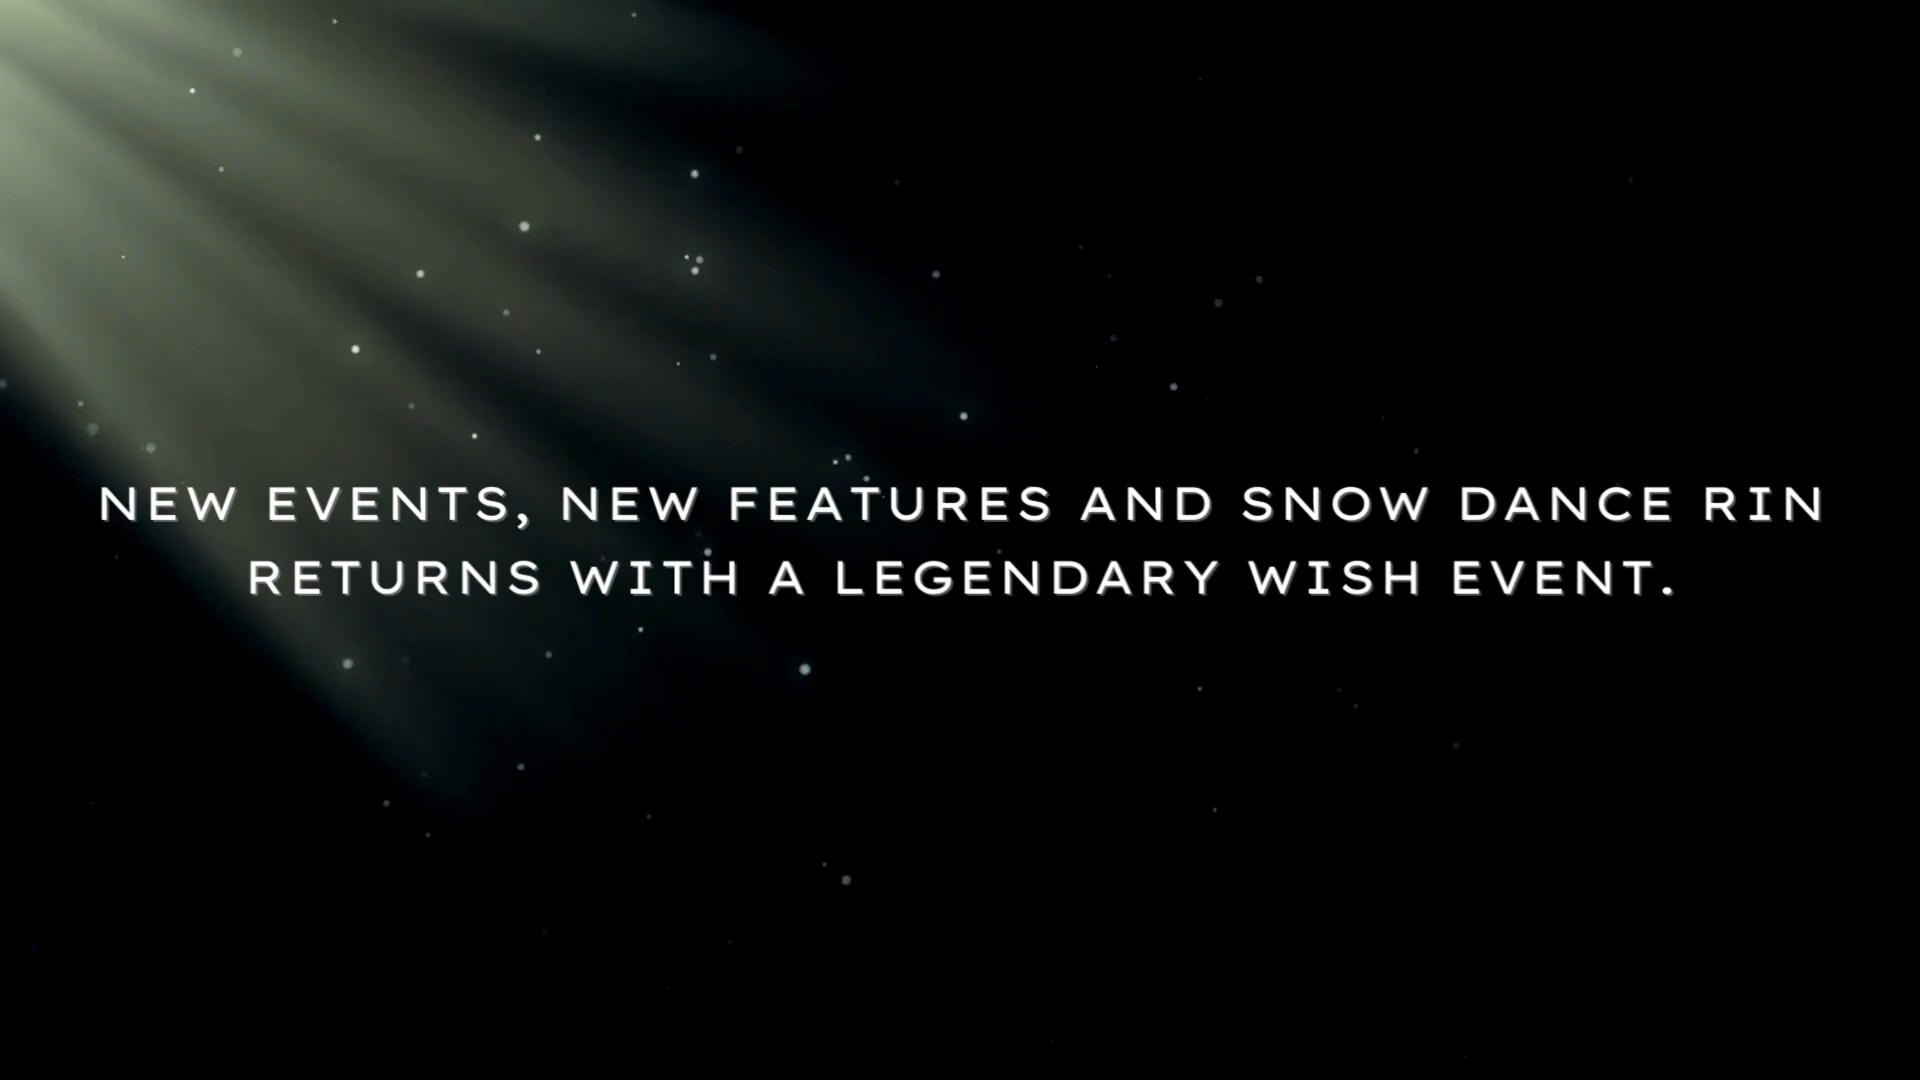 NEW EVENTS, NEW FEATURES AND SNOW DANCE RIN
RETURNS WITH A LEGENDARY WISH EVENT.